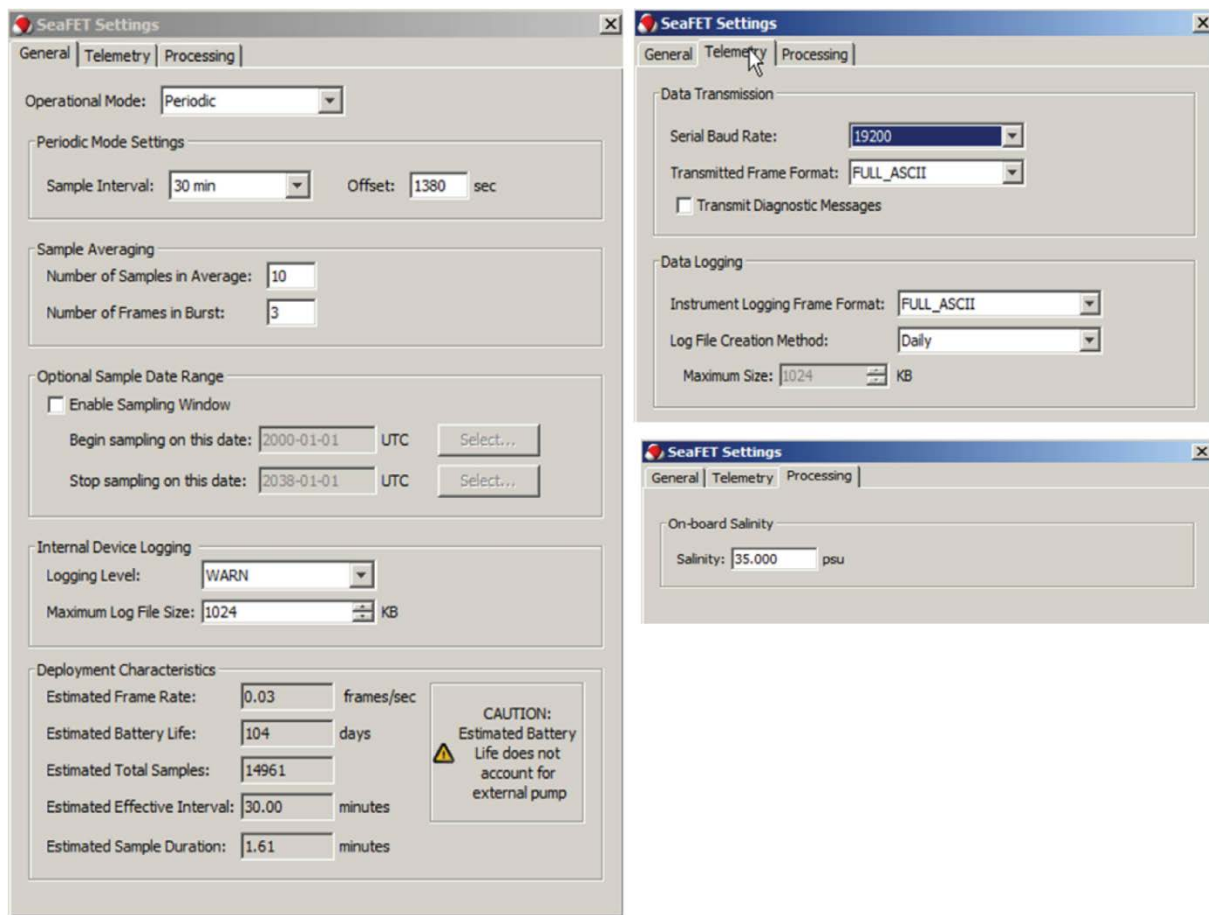 SeaFET Settings
General Telemetry Processing
Operational Mode: Periodic
Periodic Mode Settings
Sample Interval: 30 min Offset: 1380 sec
Sample Averaging
Number of Samples in Average: 10
Number of Frames in Burst: 3
Optional Sample Date Range
Enable Sampling Window
Begin sampling on this date: 2000-01-01 UTC Select...
Stop sampling on this date: 2038-01-01 UTC Select...
Internal Device Logging
Logging Level: WARN
Maximum Log File Size: 1024 KB
Deployment Characteristics
Estimated Frame Rate: 0.03 frames/sec
Estimated Battery Life: 104 days
Estimated Total Samples: 14961
Estimated Effective Interval: 30.00 minutes
Estimated Sample Duration: 1.61 minutes
CAUTION:
Estimated Battery
Life does not
account for
external pump
SeaFET Settings
General Telemetry Processing
Data Transmission
Serial Baud Rate: 19200
Transmitted Frame Format: FULL_ASCII
Transmit Diagnostic Messages
Data Logging
Instrument Logging Frame Format: FULL_ASCII
Log File Creation Method: Daily
Maximum Size: 1024 KB
SeaFET Settings
General Telemetry Processing
On-board Salinity
Salinity: 35.000 psu